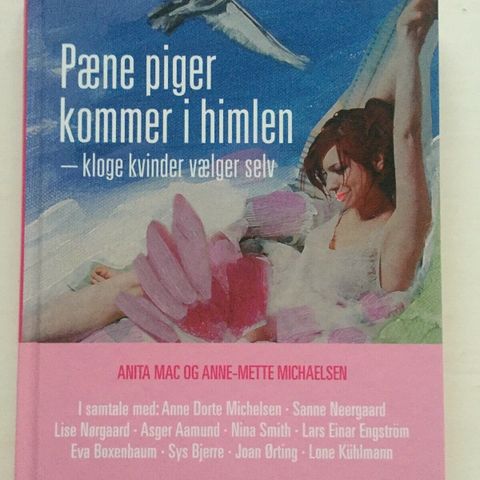 Pæne piger
kommer i himlen
– kloge kvinder vælger selv
ANITA MAC OG ANNE-METTE MICHAELSEN
I samtale med: Anne Dorte Michelsen · Sanne Neergaard
Lise Nørgaard · Asger Aamund · Nina Smith · Lars Einar Engström
Eva Boxenbaum · Sys Bjerre · Joan Ørting · Lone Kühlmann